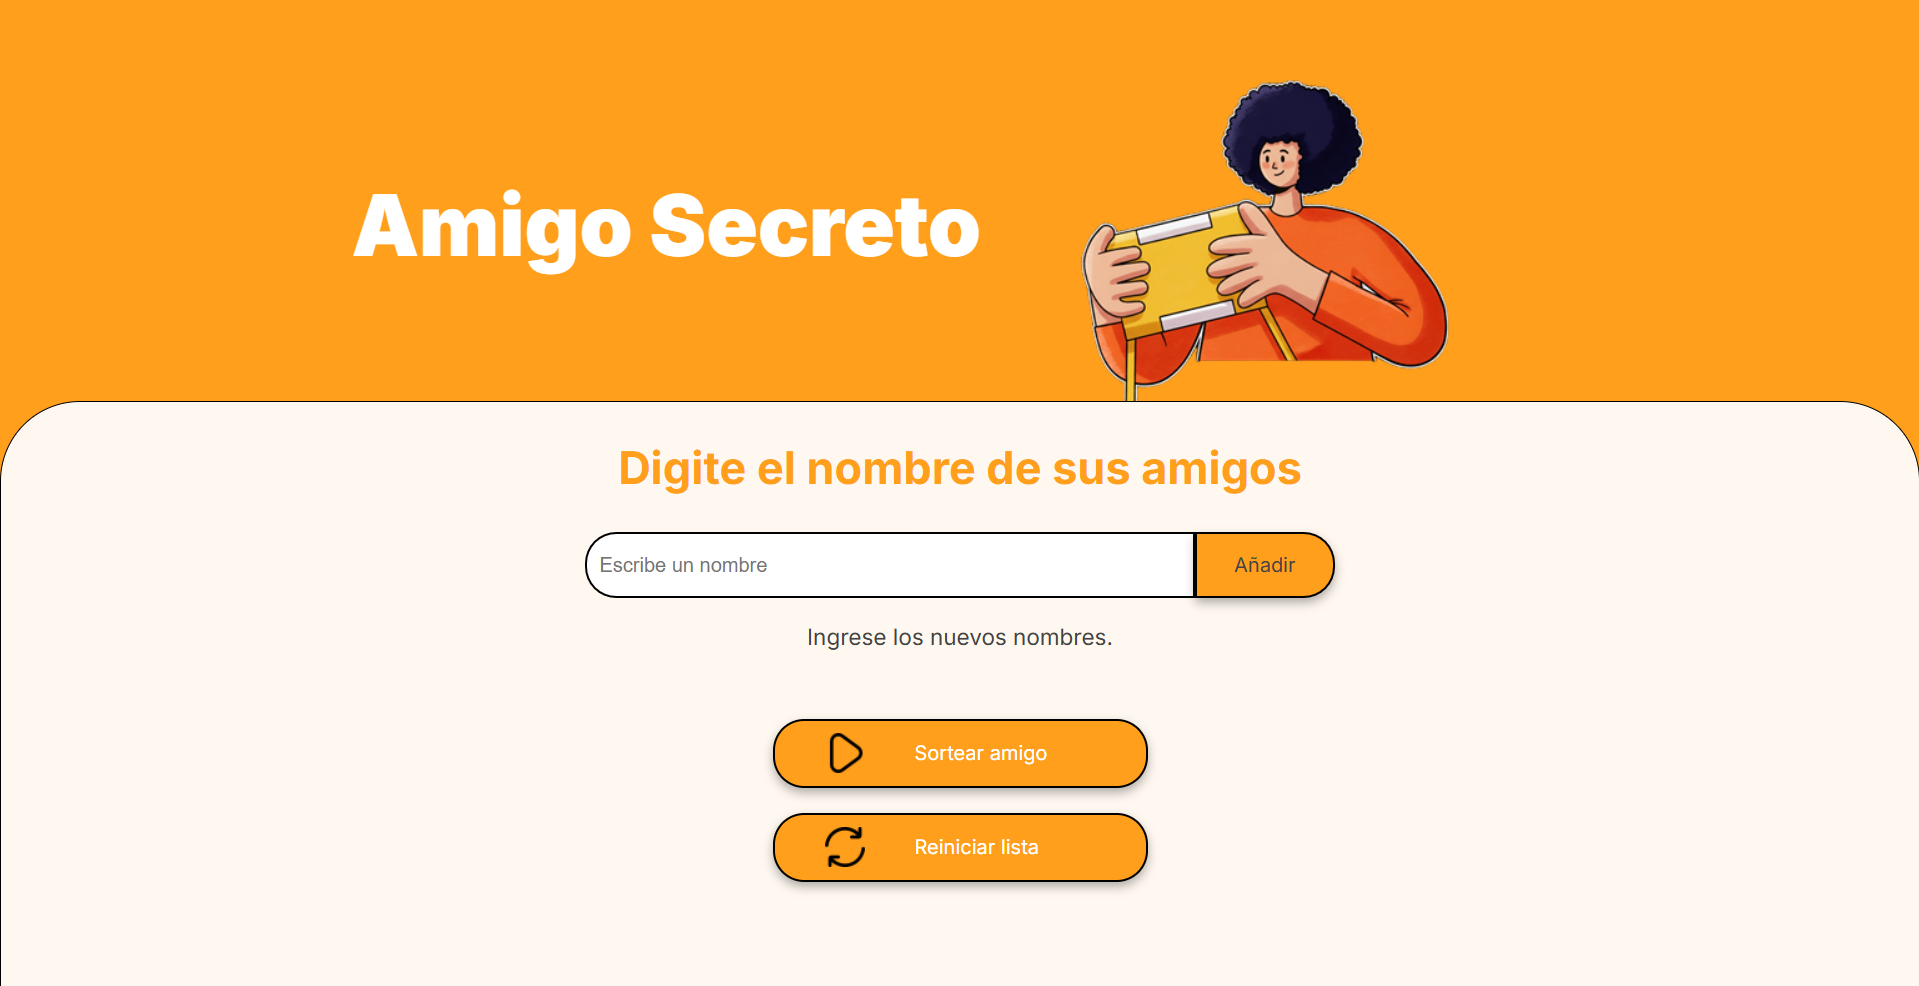 Amigo Secreto
Digite el nombre de sus amigos
Escribe un nombre
Añadir
Ingrese los nuevos nombres.
Sortear amigo
Reiniciar lista